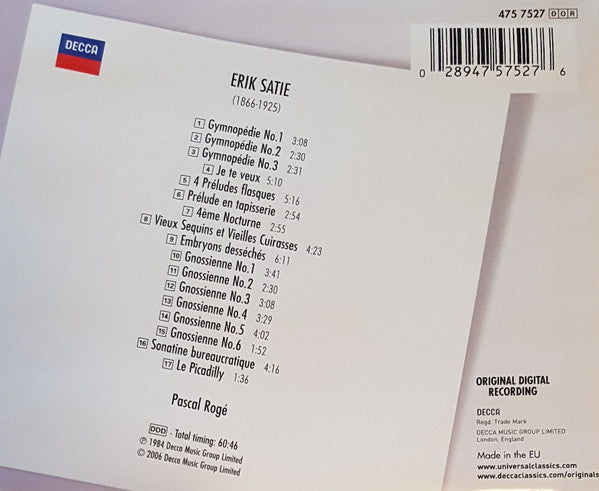 475 7527 DDR
DECCA
0 28947 57527 6
ERIK SATIE
(1866-1925)
1 Gymnopédie No.1 3:08
2 Gymnopédie No.2 2:30
3 Gymnopédie No.3 2:31
4 Je te veux 5:10
5 4 Préludes flasques 5:16
6 Prélude en tapisserie 2:54
7 4ème Nocturne 2:55
8 Vieux Sequins et Vieilles Cuirasses 4:23
9 Embryons desséchés 6:11
10 Gnossienne No.1 3:41
11 Gnossienne No.2 2:30
12 Gnossienne No.3 3:08
13 Gnossienne No.4 3:29
14 Gnossienne No.5 4:02
15 Gnossienne No.6 1:52
16 Sonatine bureaucratique 4:16
17 Le Picadilly 1:36
Pascal Rogé
DDD · Total timing: 60:46
℗ 1984 Decca Music Group Limited
© 2006 Decca Music Group Limited
ORIGINAL DIGITAL
RECORDING
DECCA
Regd. Trade Mark
DECCA MUSIC GROUP LIMITED
London, England
Made in the EU
www.universalclassics.com
www.deccaclassics.com/originals